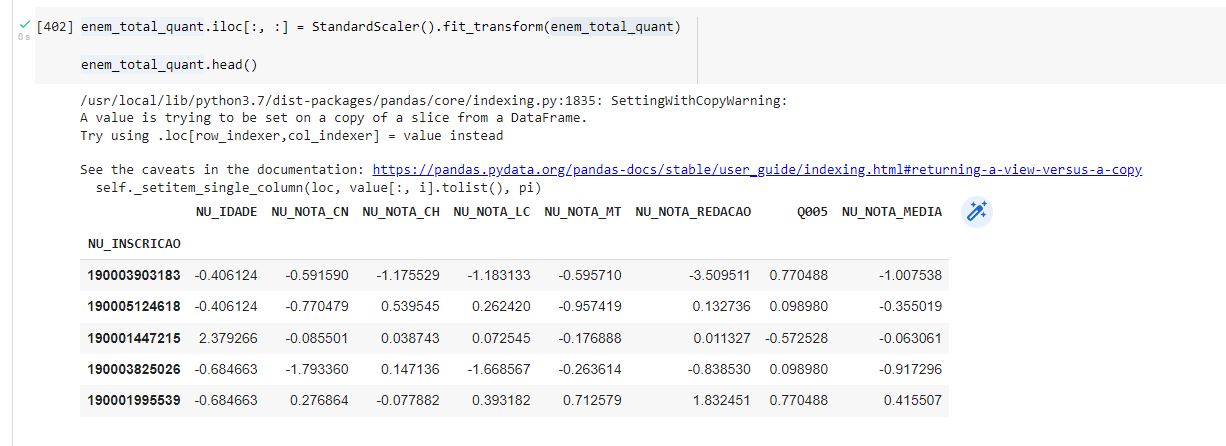 [402] enem_total_quant.iloc[:, :] = StandardScaler().fit_transform(enem_total_quant)
0s
enem_total_quant.head()
/usr/local/lib/python3.7/dist-packages/pandas/core/indexing.py:1835: SettingWithCopyWarning:
A value is trying to be set on a copy of a slice from a DataFrame.
Try using .loc[row_indexer,col_indexer] = value instead
See the caveats in the documentation: https://pandas.pydata.org/pandas-docs/stable/user_guide/indexing.html#returning-a-view-versus-a-copy
self._setitem_single_column(loc, value[:, i].tolist(), pi)
NU_IDADE NU_NOTA_CN NU_NOTA_CH NU_NOTA_LC NU_NOTA_MT NU_NOTA_REDACAO Q005 NU_NOTA_MEDIA
NU_INSCRICAO
190003903183 -0.406124 -0.591590 -1.175529 -1.183133 -0.595710 -3.509511 0.770488 -1.007538
190005124618 -0.406124 -0.770479 0.539545 0.262420 -0.957419 0.132736 0.098980 -0.355019
190001447215 2.379266 -0.085501 0.038743 0.072545 -0.176888 0.011327 -0.572528 -0.063061
190003825026 -0.684663 -1.793360 0.147136 -1.668567 -0.263614 -0.838530 0.098980 -0.917296
190001995539 -0.684663 0.276864 -0.077882 0.393182 0.712579 1.832451 0.770488 0.415507